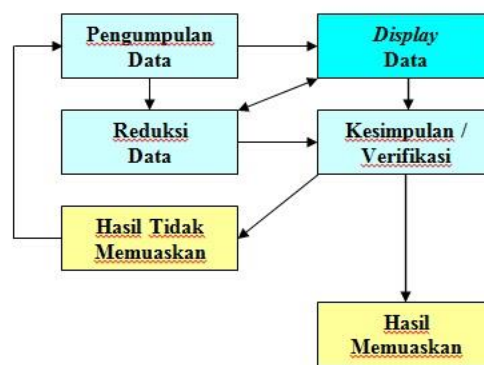 Pengumpulan
Data
Display
Data
Reduksi
Data
Kesimpulan /
Verifikasi
Hasil Tidak
Memuaskan
Hasil
Memuaskan